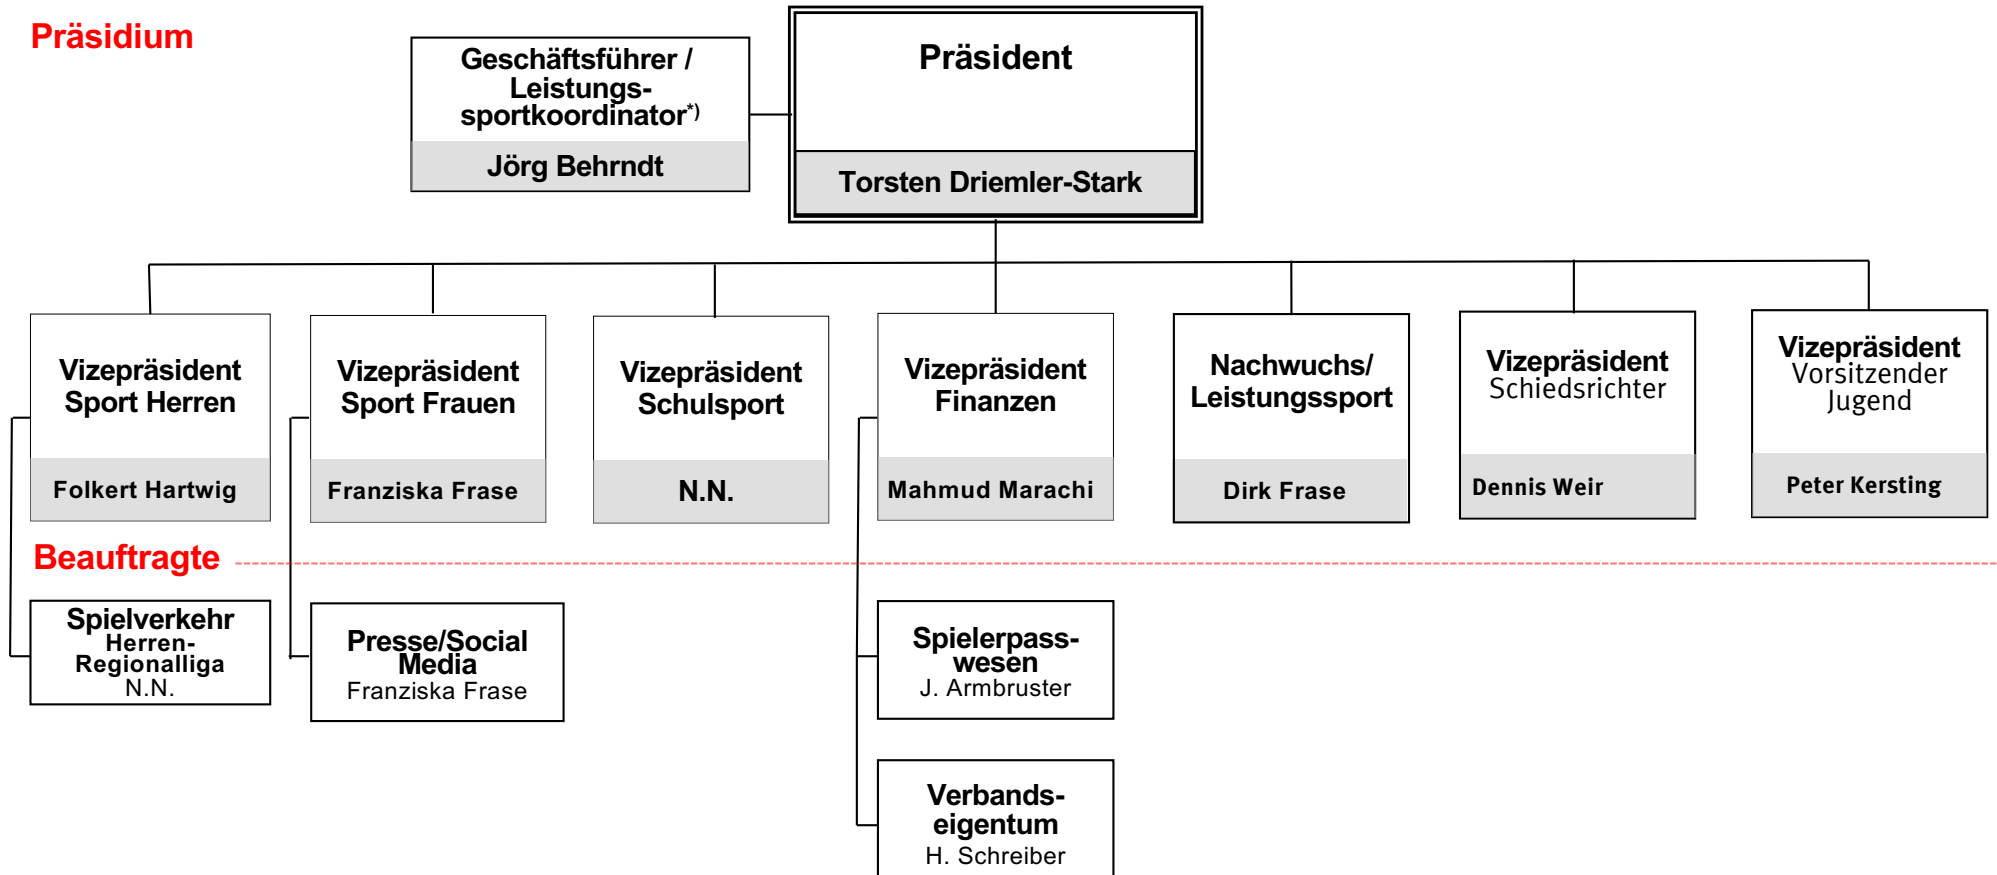 Präsidium
Geschäftsführer /
Leistungs-
sportkoordinator*)
Jörg Behrndt
Präsident
Torsten Driemler-Stark
Vizepräsident
Sport Herren
Folkert Hartwig
Vizepräsident
Sport Frauen
Franziska Frase
Vizepräsident
Schulsport
N.N.
Vizepräsident
Finanzen
Mahmud Marachi
Nachwuchs/
Leistungssport
Dirk Frase
Vizepräsident
Schiedsrichter
Dennis Weir
Vizepräsident
Vorsitzender
Jugend
Peter Kersting
Beauftragte
Spielverkehr
Herren-
Regionalliga
N.N.
Presse/Social
Media
Franziska Frase
Spielerpass-
wesen
J. Armbruster
Verbands-
eigentum
H. Schreiber